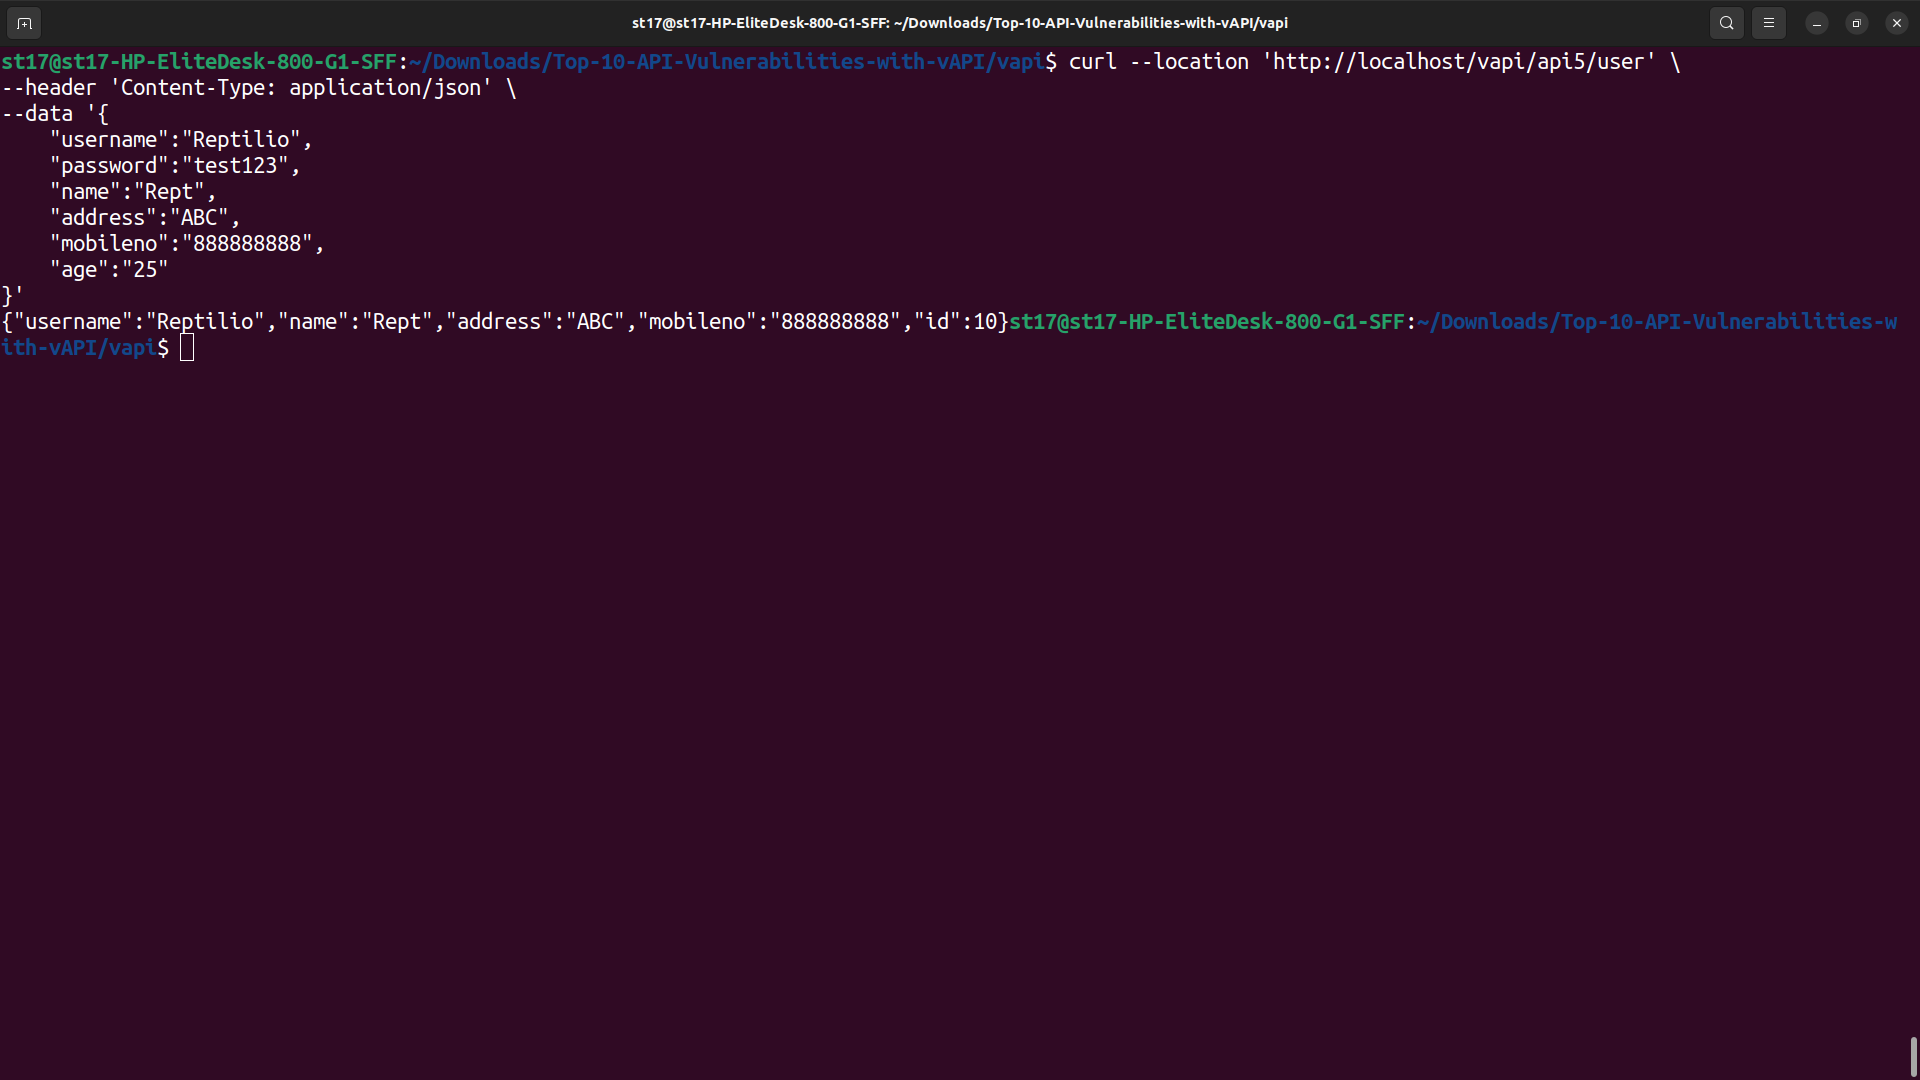 st17@st17-HP-EliteDesk-800-G1-SFF: ~/Downloads/Top-10-API-Vulnerabilities-with-vAPI/vapi
st17@st17-HP-EliteDesk-800-G1-SFF:~/Downloads/Top-10-API-Vulnerabilities-with-vAPI/vapi$ curl --location 'http://localhost/vapi/api5/user' \
--header 'Content-Type: application/json' \
--data '{
    "username":"Reptilio",
    "password":"test123",
    "name":"Rept",
    "address":"ABC",
    "mobileno":"888888888",
    "age":"25"
}'
{"username":"Reptilio","name":"Rept","address":"ABC","mobileno":"888888888","id":10}st17@st17-HP-EliteDesk-800-G1-SFF:~/Downloads/Top-10-API-Vulnerabilities-w
ith-vAPI/vapi$